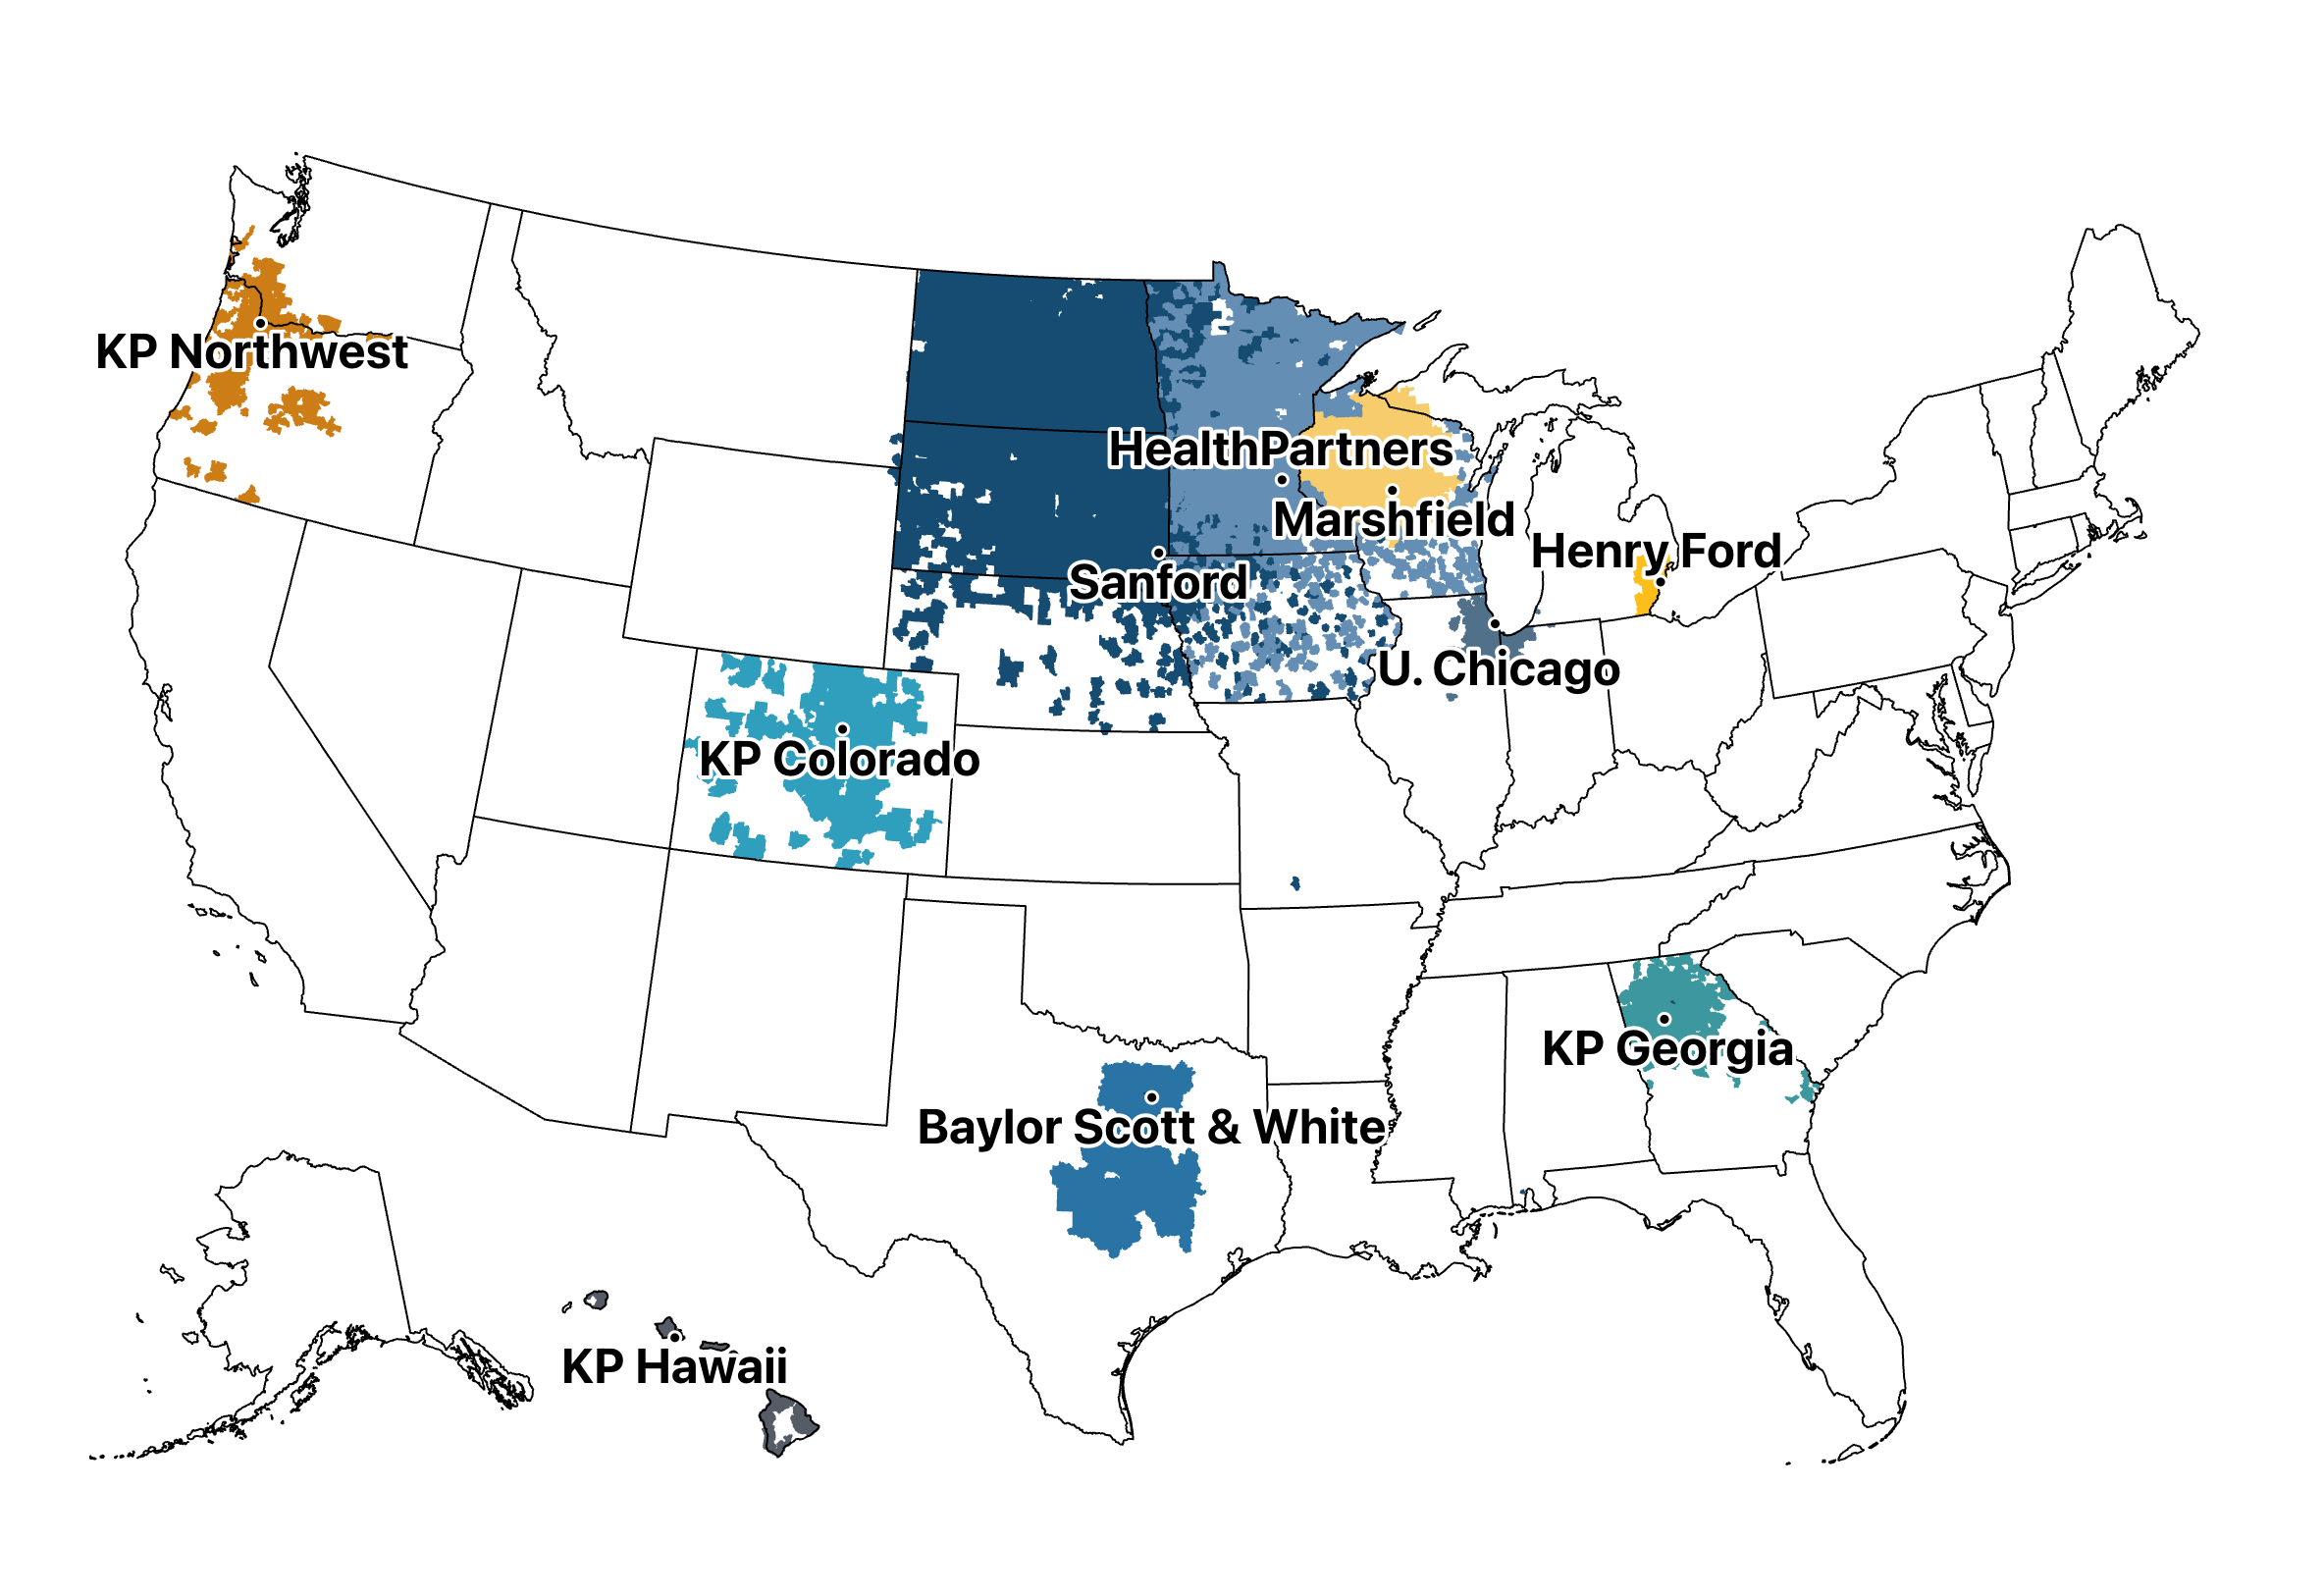 KP Northwest
HealthPartners
Marshfield
Henry Ford
Sanford
U. Chicago
KP Colorado
KP Georgia
Baylor Scott & White
KP Hawaii